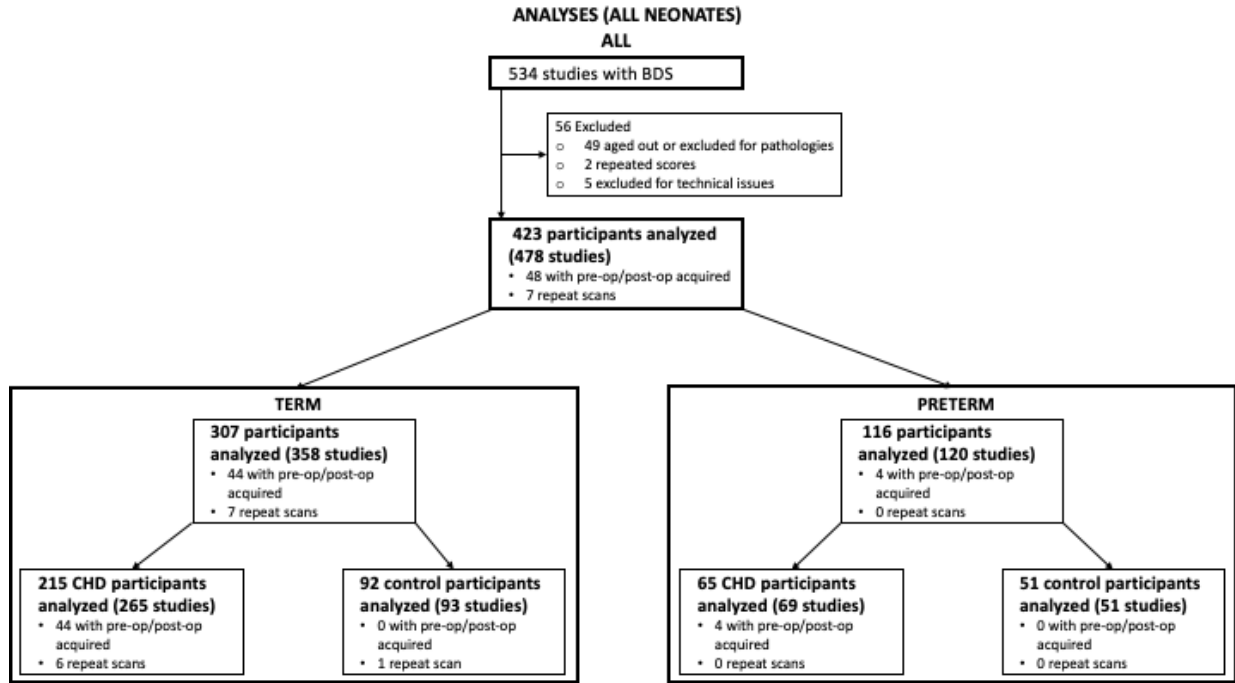 ANALYSES (ALL NEONATES)
ALL
534 studies with BDS
56 Excluded
o 49 aged out or excluded for pathologies
o 2 repeated scores
o 5 excluded for technical issues
423 participants analyzed
(478 studies)
• 48 with pre-op/post-op acquired
• 7 repeat scans
TERM
307 participants
analyzed (358 studies)
• 44 with pre-op/post-op
acquired
• 7 repeat scans
215 CHD participants
analyzed (265 studies)
• 44 with pre-op/post-op
acquired
• 6 repeat scans
92 control participants
analyzed (93 studies)
• 0 with pre-op/post-op
acquired
• 1 repeat scan
PRETERM
116 participants
analyzed (120 studies)
• 4 with pre-op/post-op
acquired
• 0 repeat scans
65 CHD participants
analyzed (69 studies)
• 4 with pre-op/post-op
acquired
• 0 repeat scans
51 control participants
analyzed (51 studies)
• 0 with pre-op/post-op
acquired
• 0 repeat scans